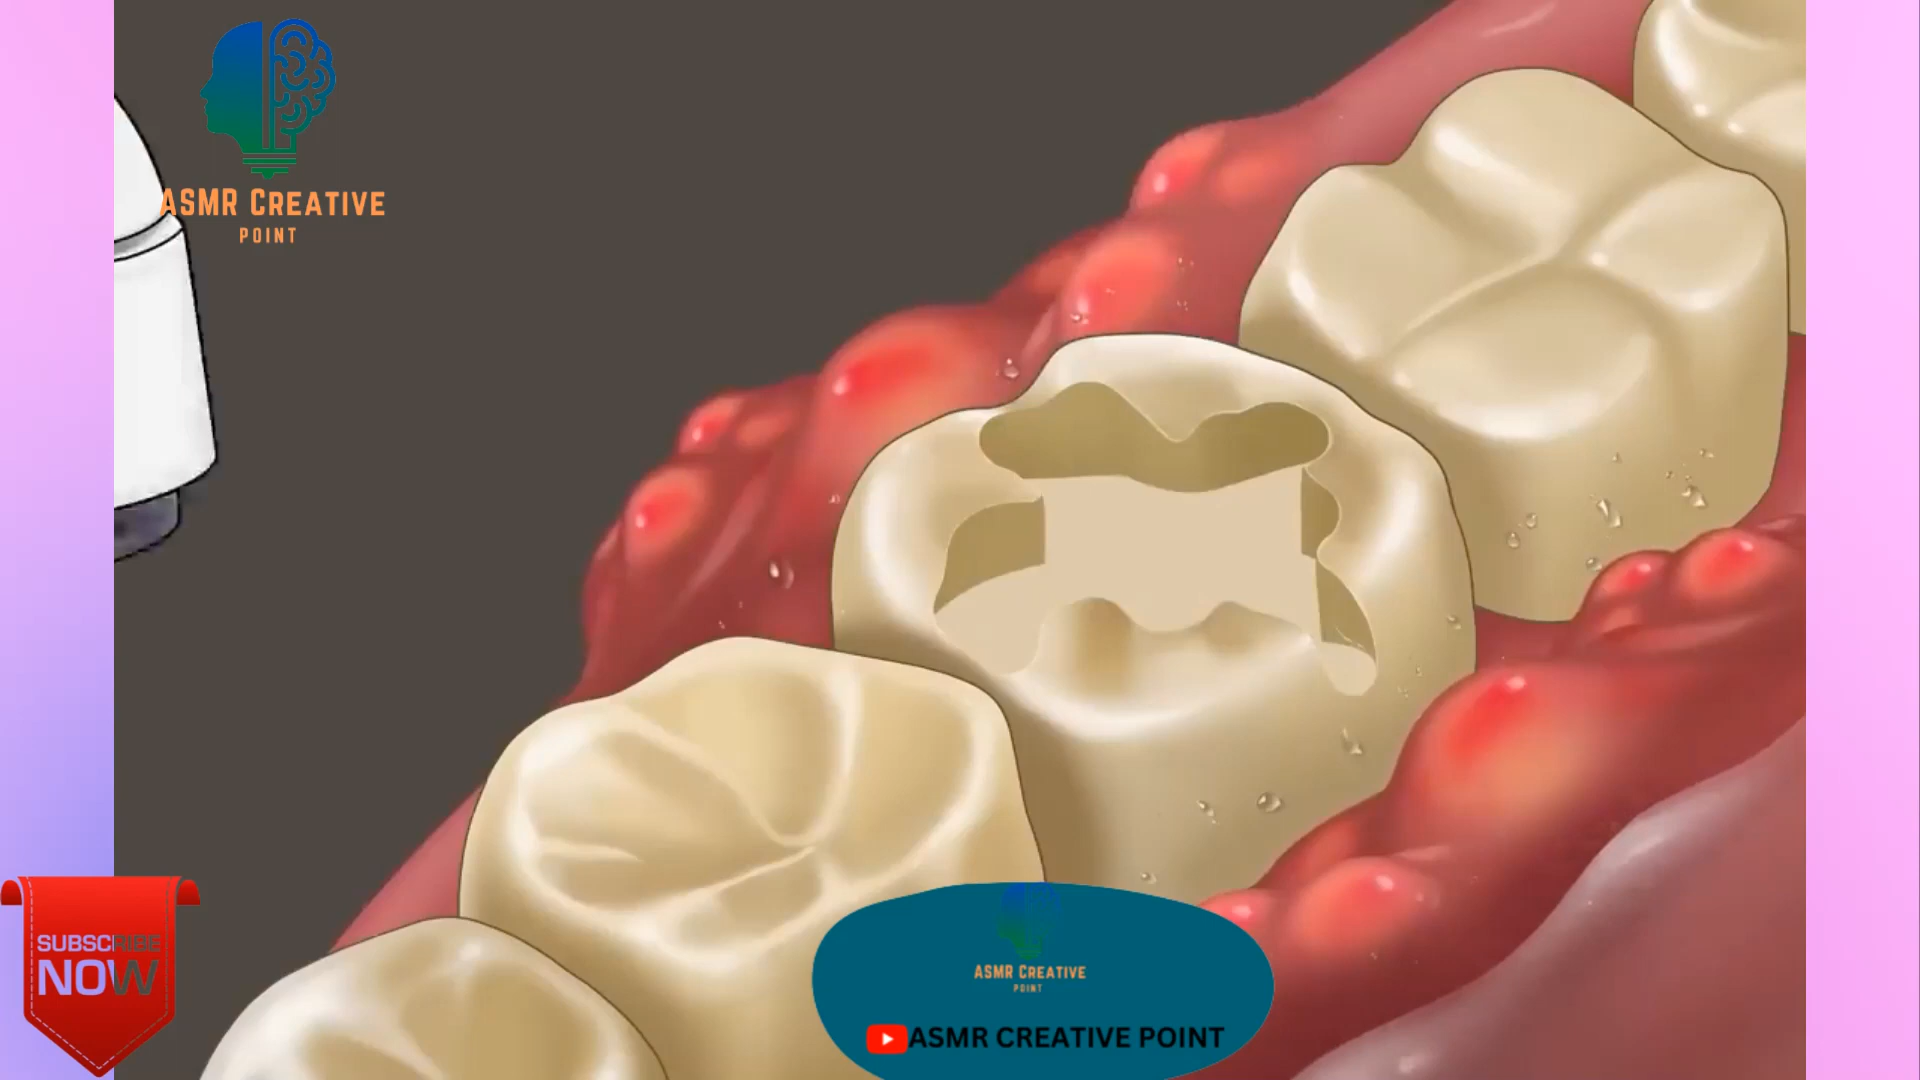 ASMR CREATIVE
POINT
SUBSCRIBE
NOW
ASMR CREATIVE
POINT
ASMR CREATIVE POINT